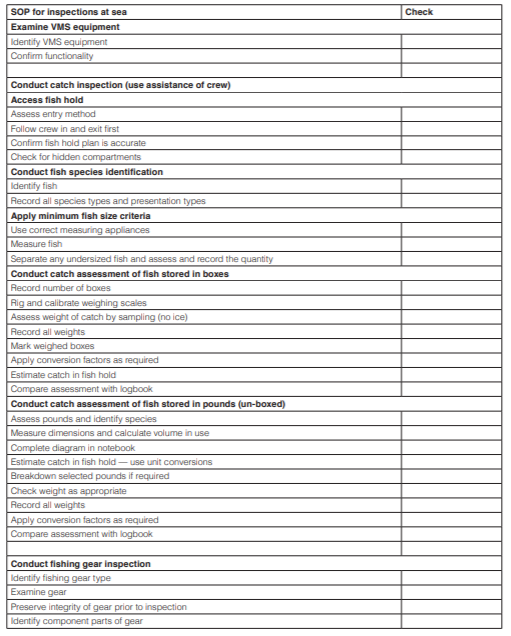 SOP for inspections at sea Check
Examine VMS equipment
Identify VMS equipment
Confirm functionality
Conduct catch inspection (use assistance of crew)
Access fish hold
Assess entry method
Follow crew in and exit first
Confirm fish hold plan is accurate
Check for hidden compartments
Conduct fish species identification
Identify fish
Record all species types and presentation types
Apply minimum fish size criteria
Use correct measuring appliances
Measure fish
Separate any undersized fish and assess and record the quantity
Conduct catch assessment of fish stored in boxes
Record number of boxes
Rig and calibrate weighing scales
Assess weight of catch by sampling (no ice)
Record all weights
Mark weighed boxes
Apply conversion factors as required
Estimate catch in fish hold
Compare assessment with logbook
Conduct catch assessment of fish stored in pounds (un-boxed)
Assess pounds and identify species
Measure dimensions and calculate volume in use
Complete diagram in notebook
Estimate catch in fish hold — use unit conversions
Breakdown selected pounds if required
Check weight as appropriate
Record all weights
Apply conversion factors as required
Compare assessment with logbook
Conduct fishing gear inspection
Identify fishing gear type
Examine gear
Preserve integrity of gear prior to inspection
Identify component parts of gear